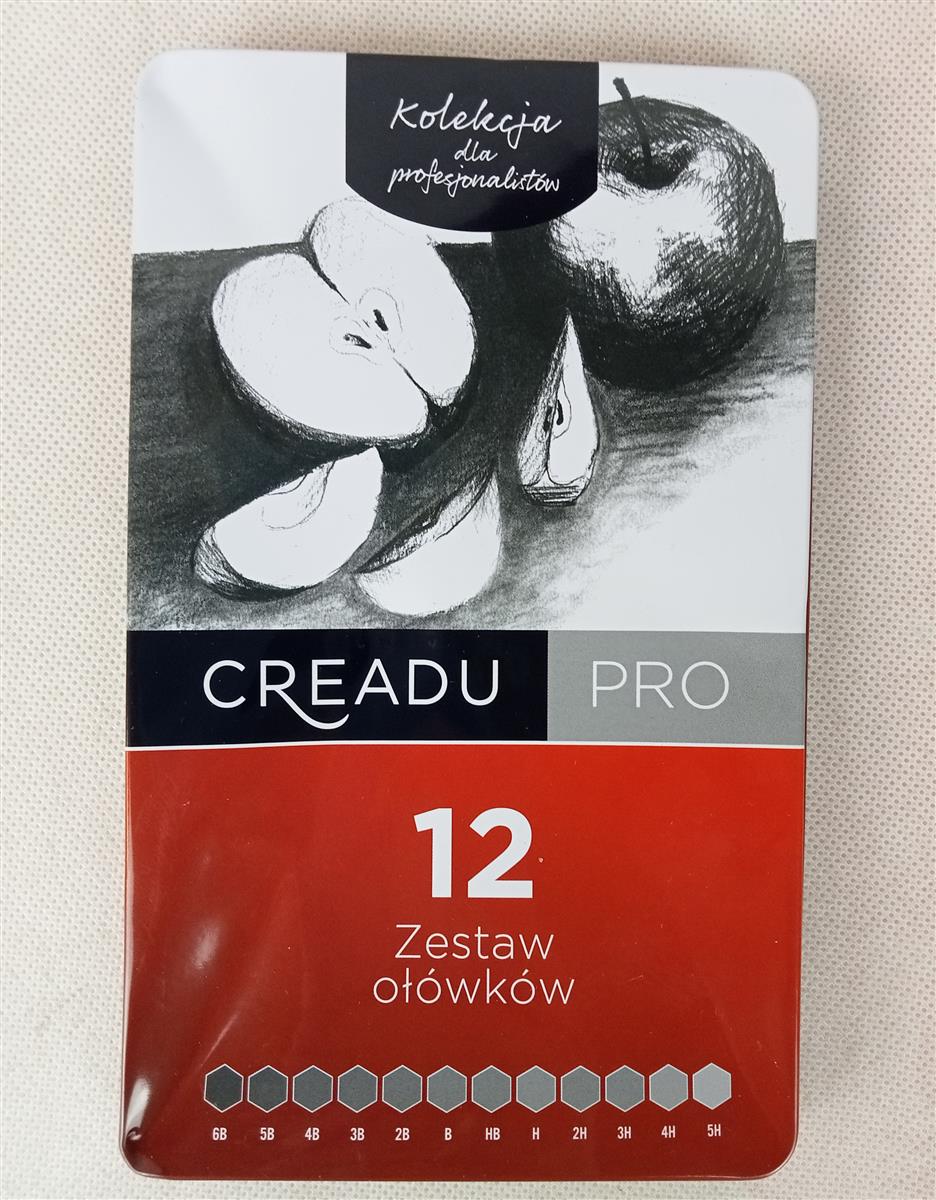 Kolekcja
dla
profesjonalistów
CREADU PRO
12
Zestaw
ołówków
6B 5B 4B 3B 2B B HB H 2H 3H 4H 5H